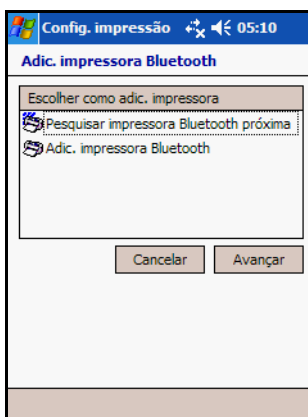 Config. impressão 05:10
Adic. impressora Bluetooth
Escolher como adic. impressora
Pesquisar impressora Bluetooth próxima
Adic. impressora Bluetooth
Cancelar Avançar